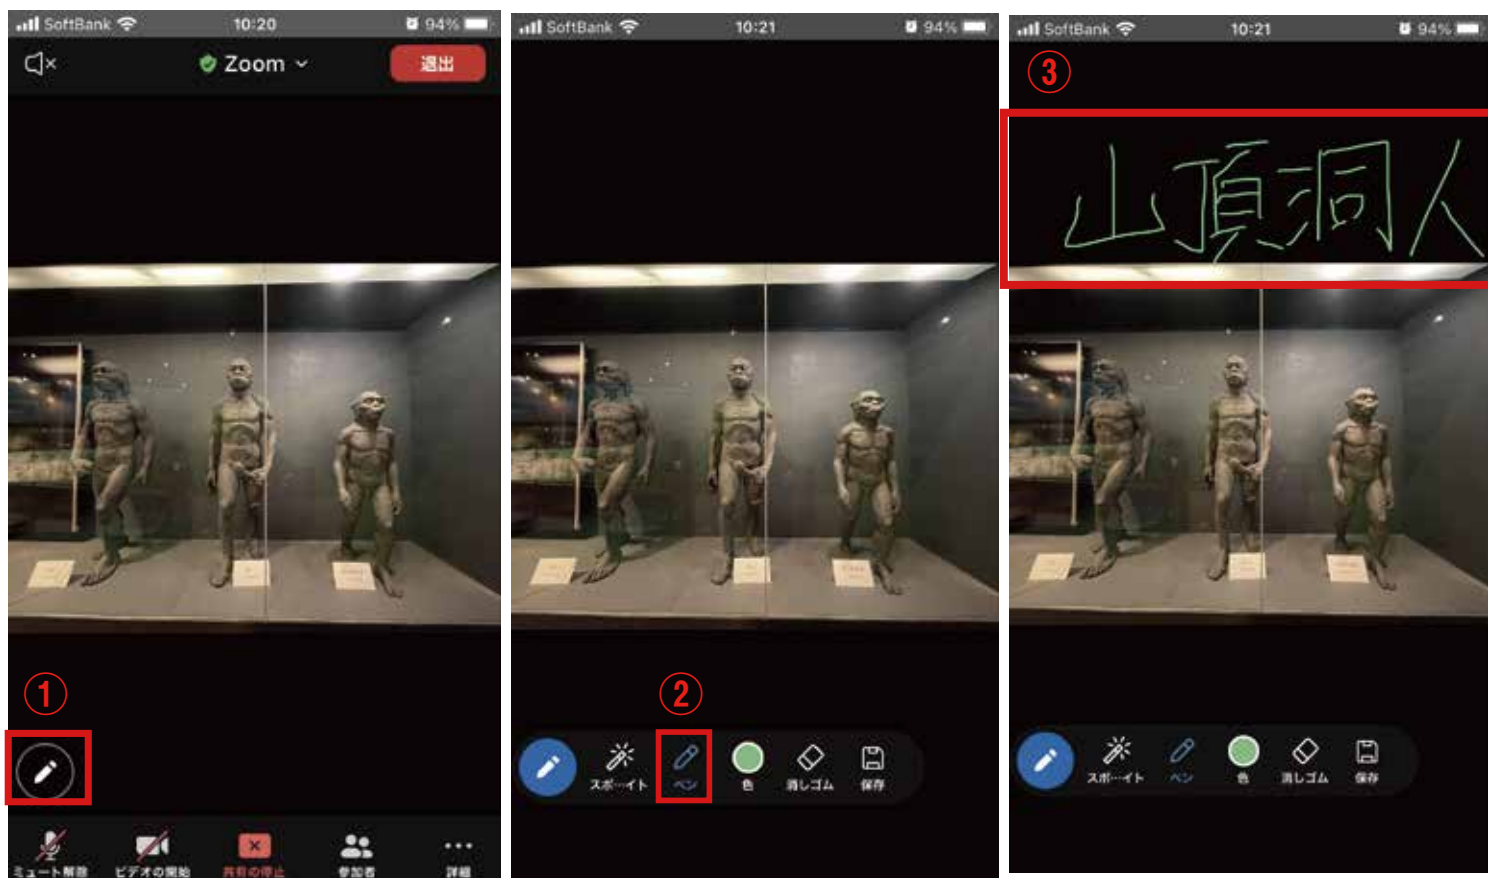 SoftBank 10:20 94%
Zoom 退出
①
ミュート解除 ビデオの開始 共有の停止 参加者 詳細
SoftBank 10:21 94%
②
スポ…イト ペン 色 消しゴム 保存
SoftBank 10:21 94%
③
山頂洞人
スポ…イト ペン 色 消しゴム 保存